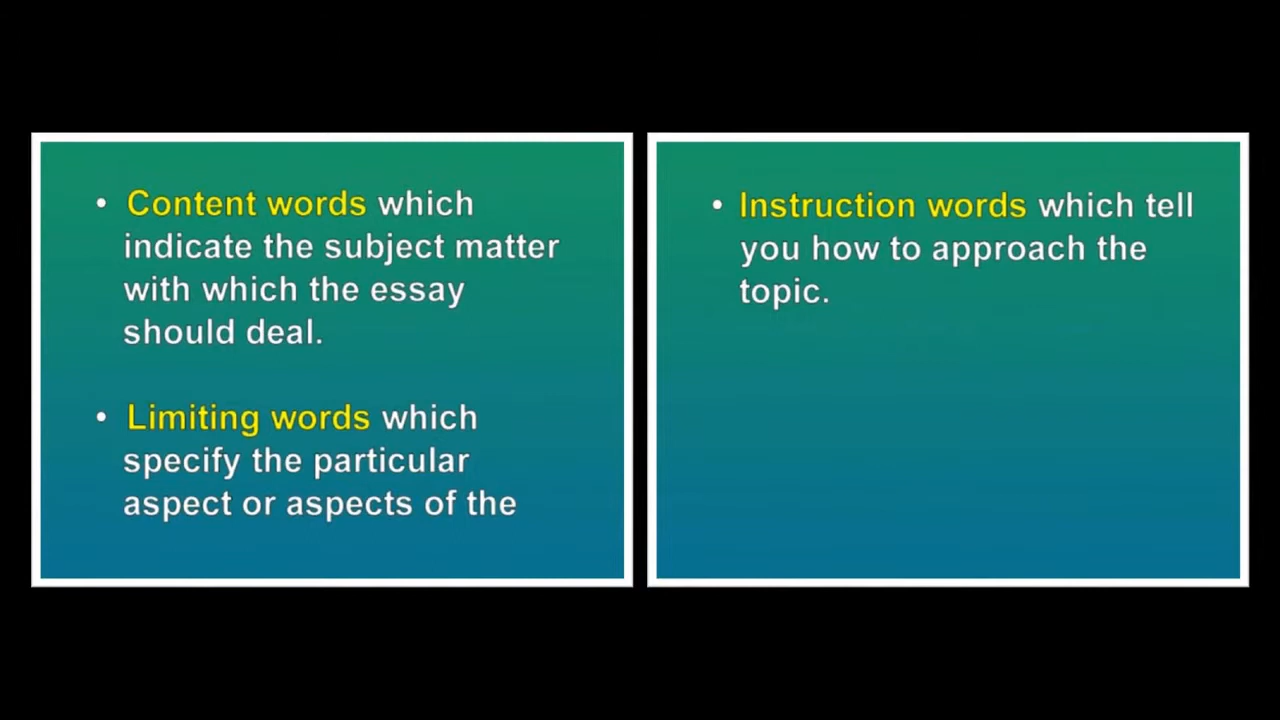 • Content words which
indicate the subject matter
with which the essay
should deal.
• Limiting words which
specify the particular
aspect or aspects of the
• Instruction words which tell
you how to approach the
topic.